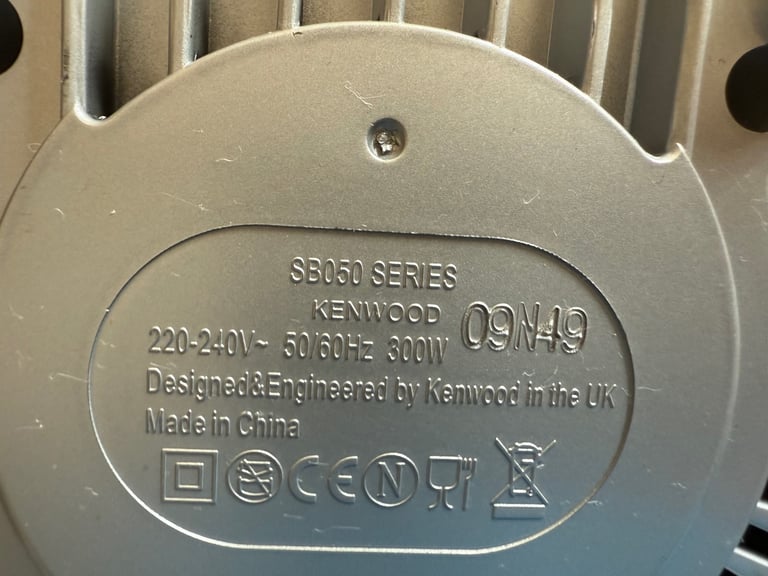 SB050 SERIES
KENWOOD 09N49
220-240V~ 50/60Hz 300W
Designed&Engineered by Kenwood in the UK
Made in China
CE N